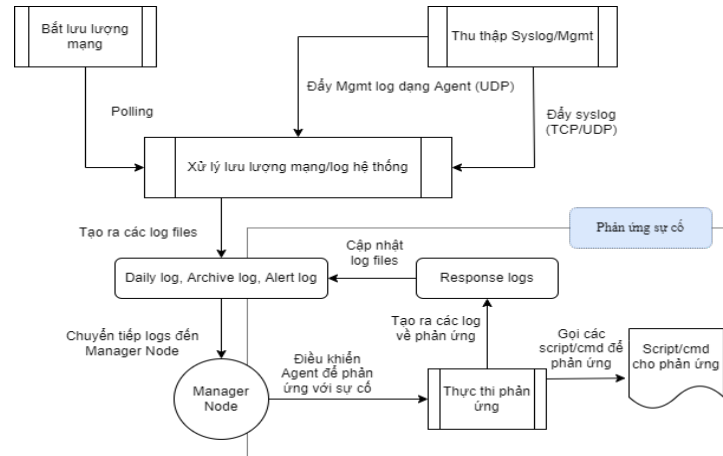 Bắt lưu lượng
mạng
Thu thập Syslog/Mgmt
Đẩy Mgmt log dạng Agent (UDP)
Polling
Đẩy syslog
(TCP/UDP)
Xử lý lưu lượng mạng/log hệ thống
Tạo ra các log files
Phản ứng sự cố
Cập nhật
log files
Daily log, Archive log, Alert log
Response logs
Chuyển tiếp logs đến
Manager Node
Tạo ra các log
về phản ứng
Gọi các
script/cmd để
phản ứng
Script/cmd
cho phản ứng
Điều khiển
Agent để phản
ứng với sự cố
Manager
Node
Thực thi phản
ứng